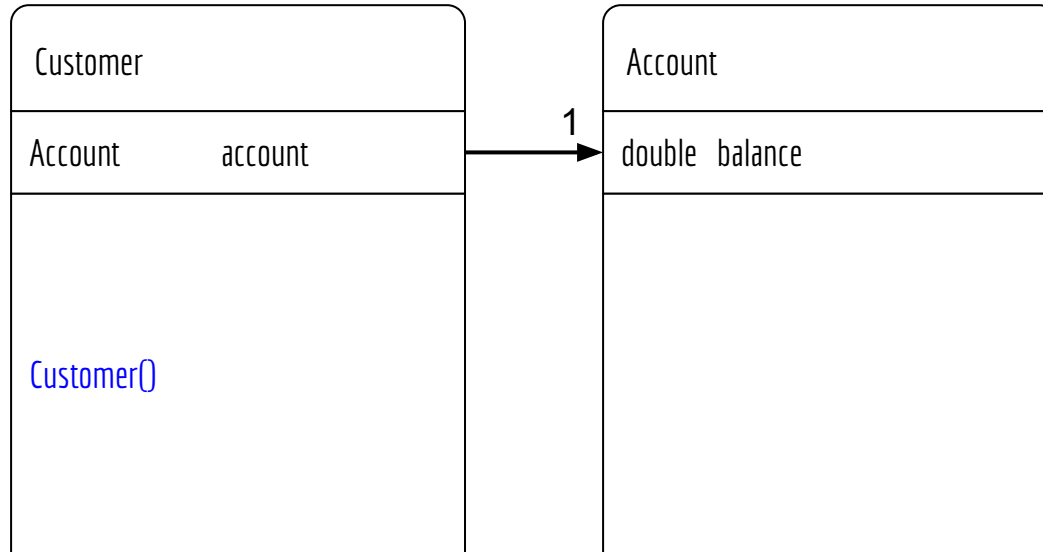 Customer
Account account
Customer()
1
Account
double balance